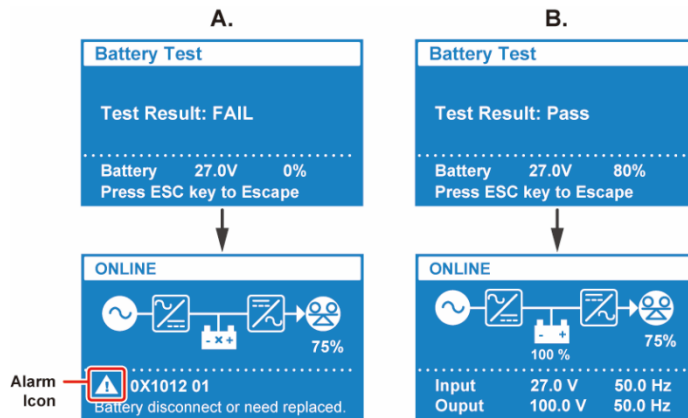 A.
Battery Test
Test Result: FAIL
Battery 27.0V 0%
Press ESC key to Escape
ONLINE
75%
Alarm Icon
0X1012 01
Battery disconnect or need replaced.
B.
Battery Test
Test Result: Pass
Battery 27.0V 80%
Press ESC key to Escape
ONLINE
100 %
75%
Input 27.0 V 50.0 Hz
Ouput 100.0 V 50.0 Hz